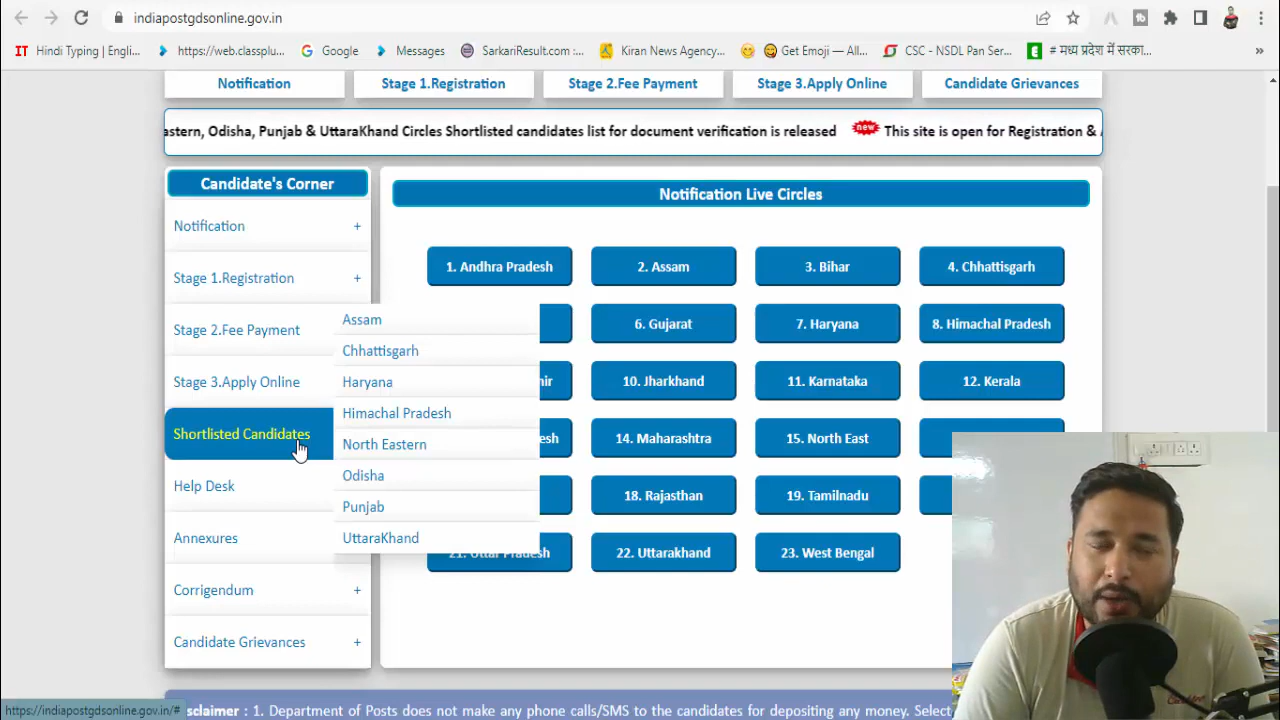 indiapostgdsonline.gov.in
Hindi Typing | Engli...
https://web.classplu...
Google
Messages
SarkariResult.com :...
Kiran News Agency...
Get Emoji — All...
CSC - NSDL Pan Ser...
# मध्य प्रदेश में सरका...
»
Notification
Stage 1.Registration
Stage 2.Fee Payment
Stage 3.Apply Online
Candidate Grievances
astern, Odisha, Punjab & UttaraKhand Circles Shortlisted candidates list for document verification is released new This site is open for Registration &
Candidate's Corner
Notification +
Stage 1.Registration +
Stage 2.Fee Payment
Stage 3.Apply Online
Shortlisted Candidates
Help Desk
Annexures
Corrigendum +
Candidate Grievances +
Assam
Chhattisgarh
Haryana
Himachal Pradesh
North Eastern
Odisha
Punjab
UttaraKhand
Notification Live Circles
1. Andhra Pradesh
2. Assam
3. Bihar
4. Chhattisgarh
6. Gujarat
7. Haryana
8. Himachal Pradesh
10. Jharkhand
11. Karnataka
12. Kerala
14. Maharashtra
15. North East
18. Rajasthan
19. Tamilnadu
21. Uttar Pradesh
22. Uttarakhand
23. West Bengal
https://indiapostgdsonline.gov.in/#
isclaimer : 1. Department of Posts does not make any phone calls/SMS to the candidates for depositing any money. Select